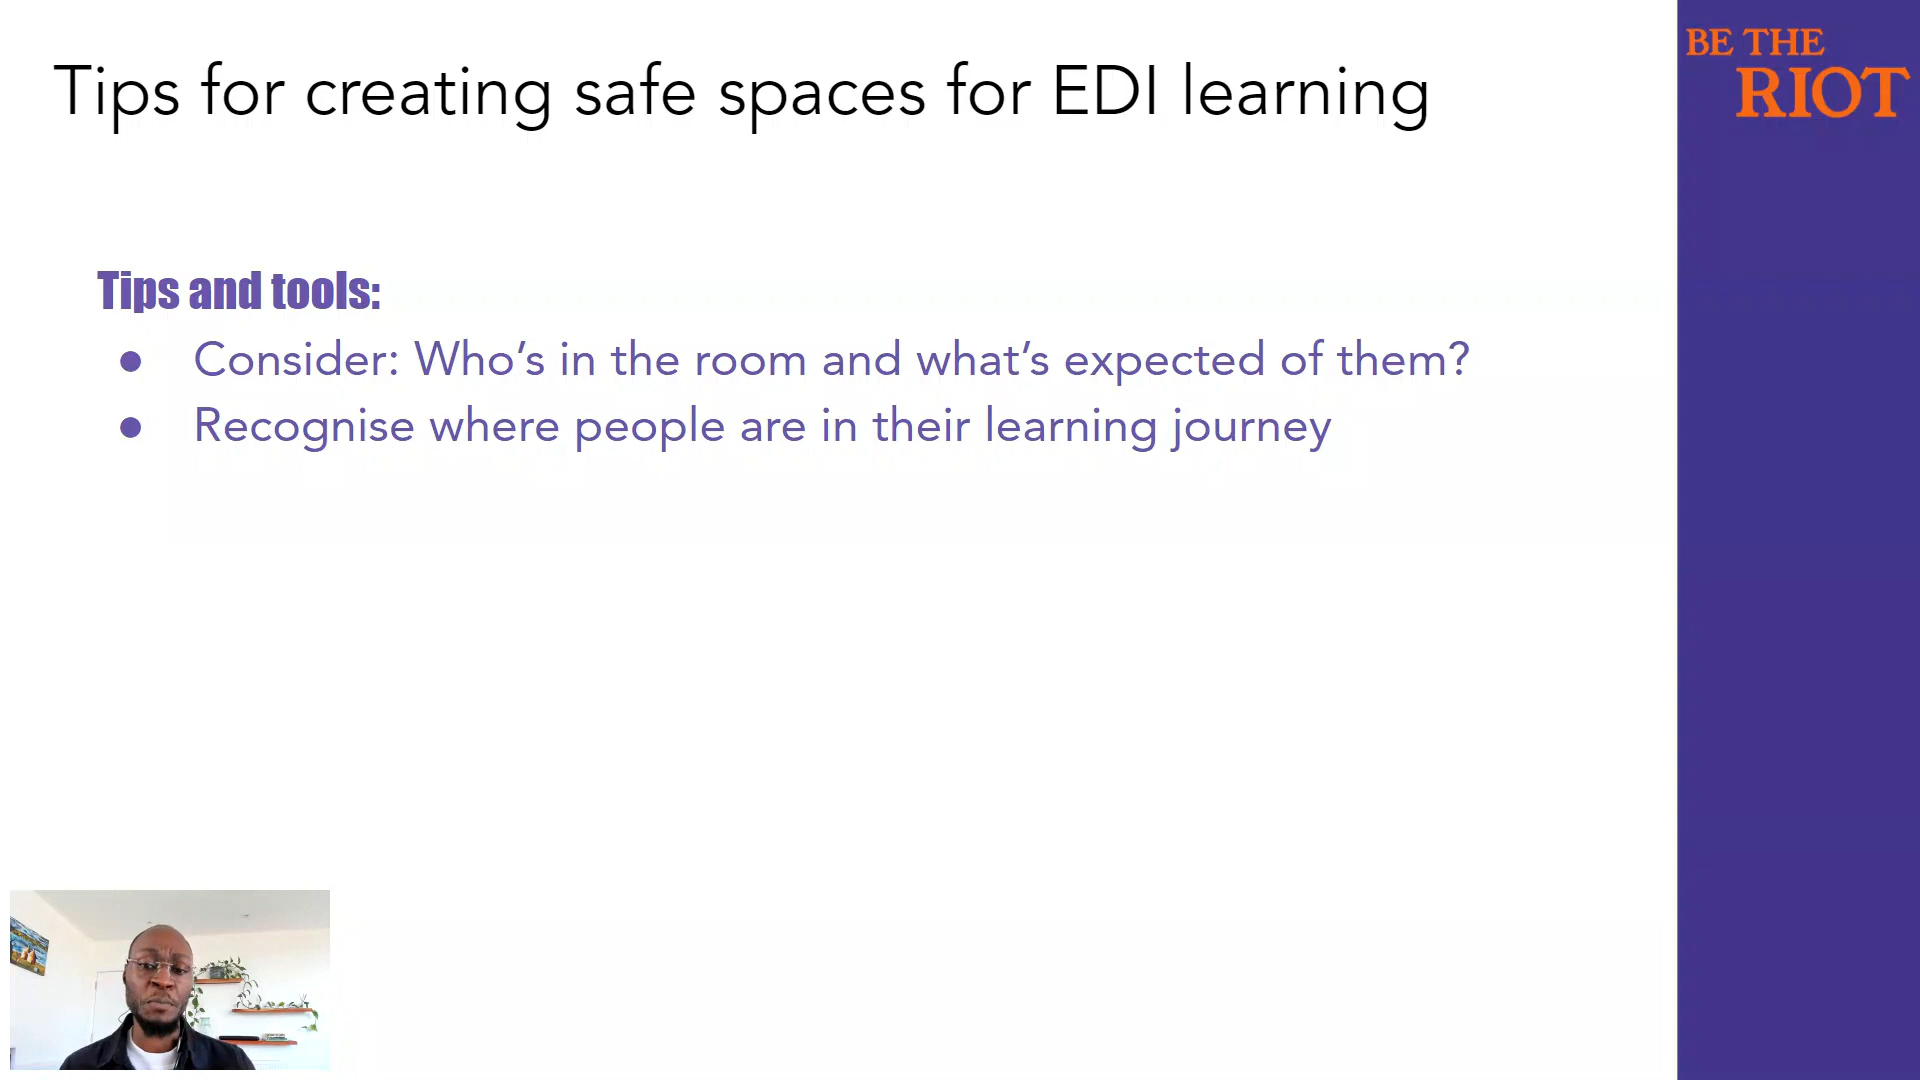 Tips for creating safe spaces for EDI learning
BE THE
RIOT
Tips and tools:
● Consider: Who’s in the room and what’s expected of them?
● Recognise where people are in their learning journey